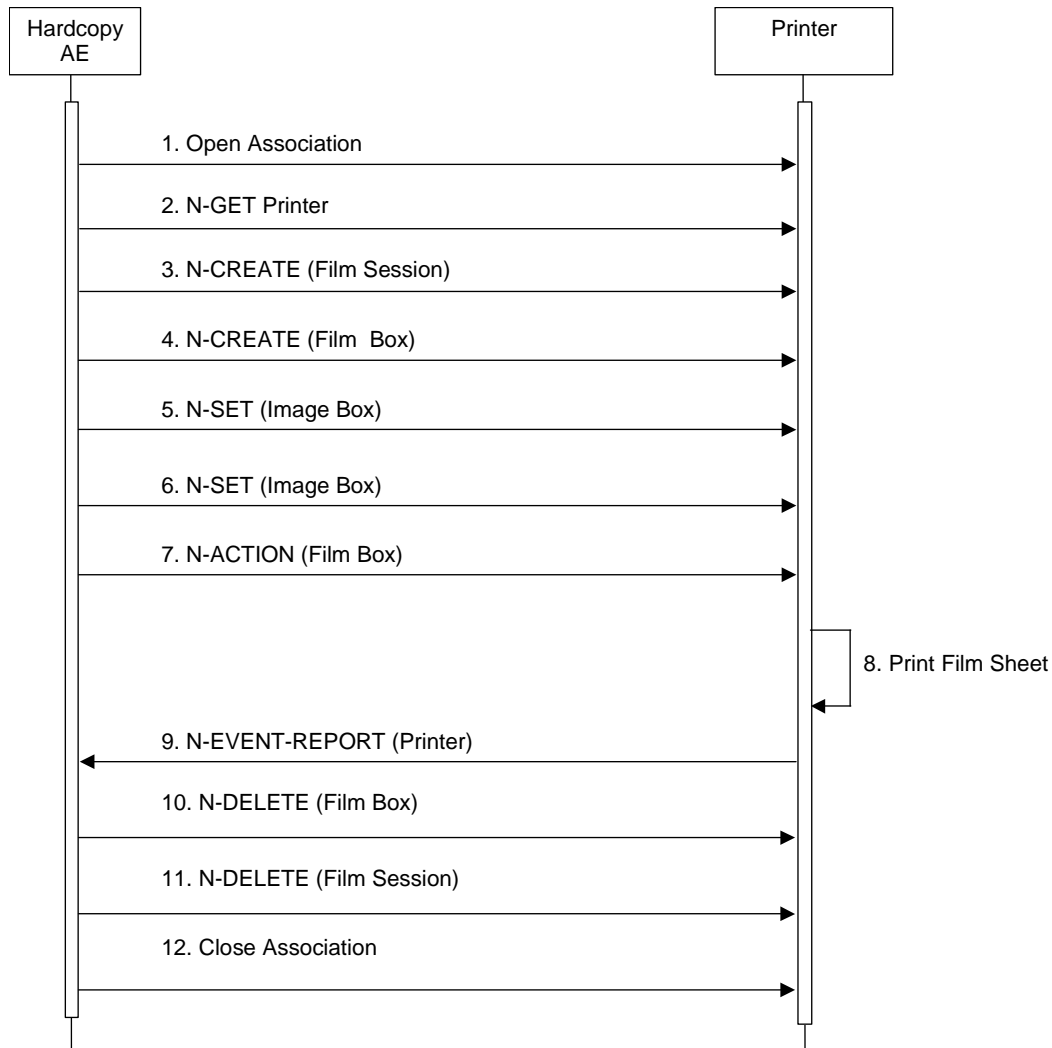 Hardcopy
AE
Printer
1. Open Association
2. N-GET Printer
3. N-CREATE (Film Session)
4. N-CREATE (Film  Box)
5. N-SET (Image Box)
6. N-SET (Image Box)
7. N-ACTION (Film Box)
8. Print Film Sheet
9. N-EVENT-REPORT (Printer)
10. N-DELETE (Film Box)
11. N-DELETE (Film Session)
12. Close Association